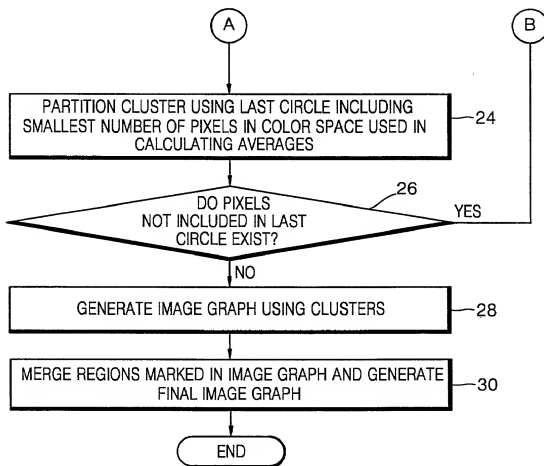 A
B
PARTITION CLUSTER USING LAST CIRCLE INCLUDING
SMALLEST NUMBER OF PIXELS IN COLOR SPACE USED IN
CALCULATING AVERAGES
24
DO PIXELS
NOT INCLUDED IN LAST
CIRCLE EXIST?
26
YES
NO
GENERATE IMAGE GRAPH USING CLUSTERS
28
MERGE REGIONS MARKED IN IMAGE GRAPH AND GENERATE
FINAL IMAGE GRAPH
30
END